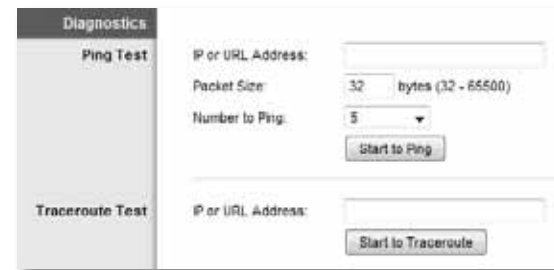 Diagnostics
Ping Test
IP or URL Address:
Packet Size:
32 bytes (32 - 65500)
Number to Ping:
5
Start to Ping
Traceroute Test
IP or URL Address:
Start to Traceroute